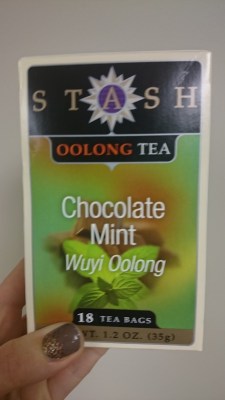 STASH
OOLONG TEA
Chocolate
Mint
Wuyi Oolong
18 TEA BAGS
WT. 1.2 OZ. (35g)